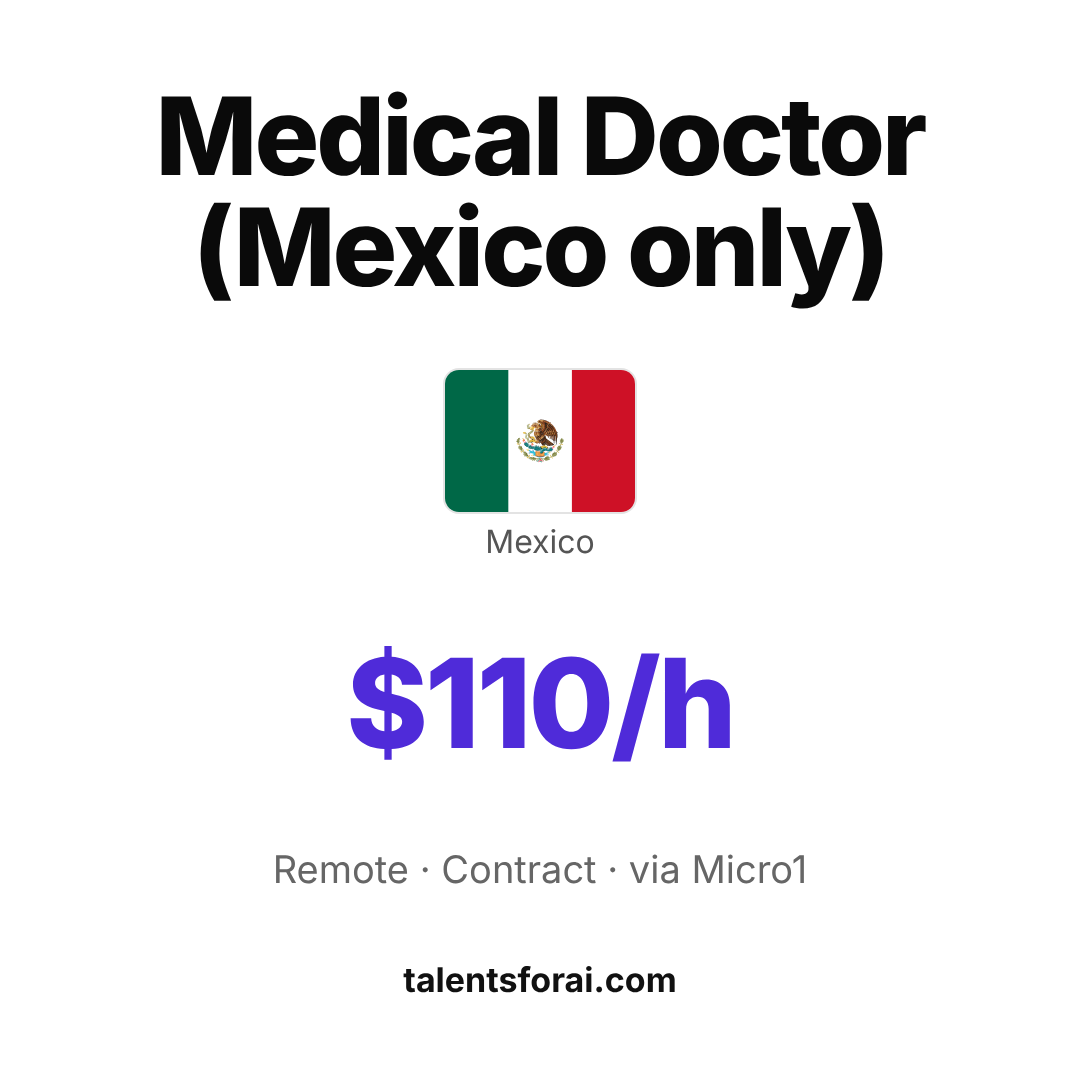 Medical Doctor
(Mexico only)
Mexico
$110/h
Remote · Contract · via Micro1
talentsforai.com